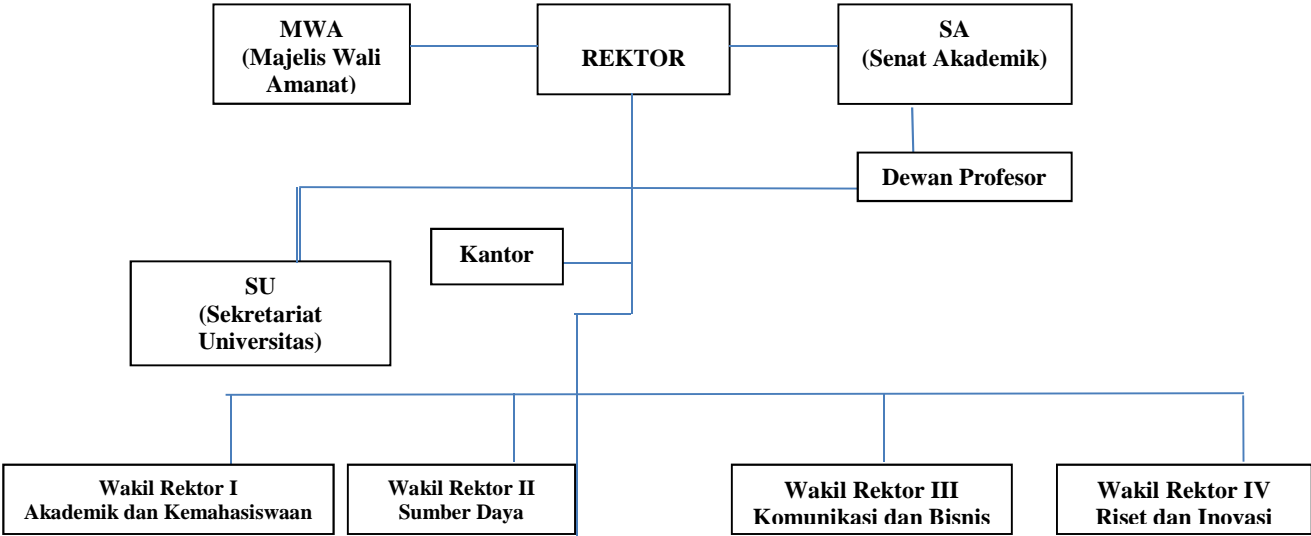 MWA
(Majelis Wali
Amanat)
REKTOR
SA
(Senat Akademik)
Dewan Profesor
Kantor
SU
(Sekretariat
Universitas)
Wakil Rektor I
Akademik dan Kemahasiswaan
Wakil Rektor II
Sumber Daya
Wakil Rektor III
Komunikasi dan Bisnis
Wakil Rektor IV
Riset dan Inovasi